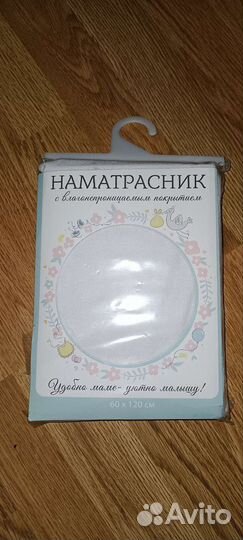 НАМАТРАСНИК
с влагонепроницаемым покрытием
Удобно маме - уютно малышу!
60 x 120 см
Avito